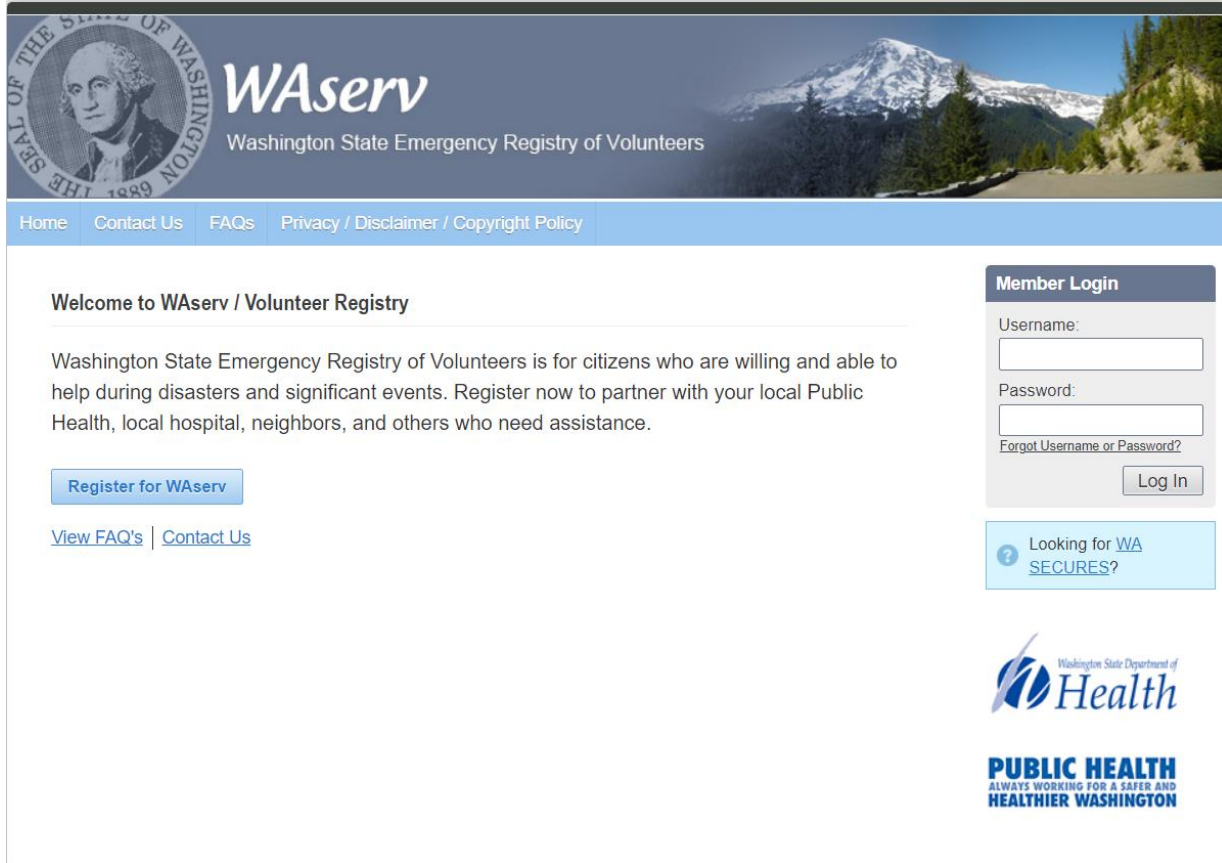 THE SEAL OF THE STATE OF WASHINGTON
1889
WAserv
Washington State Emergency Registry of Volunteers
Home Contact Us FAQs Privacy / Disclaimer / Copyright Policy
Welcome to WAserv / Volunteer Registry
Washington State Emergency Registry of Volunteers is for citizens who are willing and able to
help during disasters and significant events. Register now to partner with your local Public
Health, local hospital, neighbors, and others who need assistance.
Register for WAserv
View FAQ's | Contact Us
Member Login
Username:
Password:
Forgot Username or Password?
Log In
? Looking for WA
SECURES?
Washington State Department of
Health
PUBLIC HEALTH
ALWAYS WORKING FOR A SAFER AND
HEALTHIER WASHINGTON